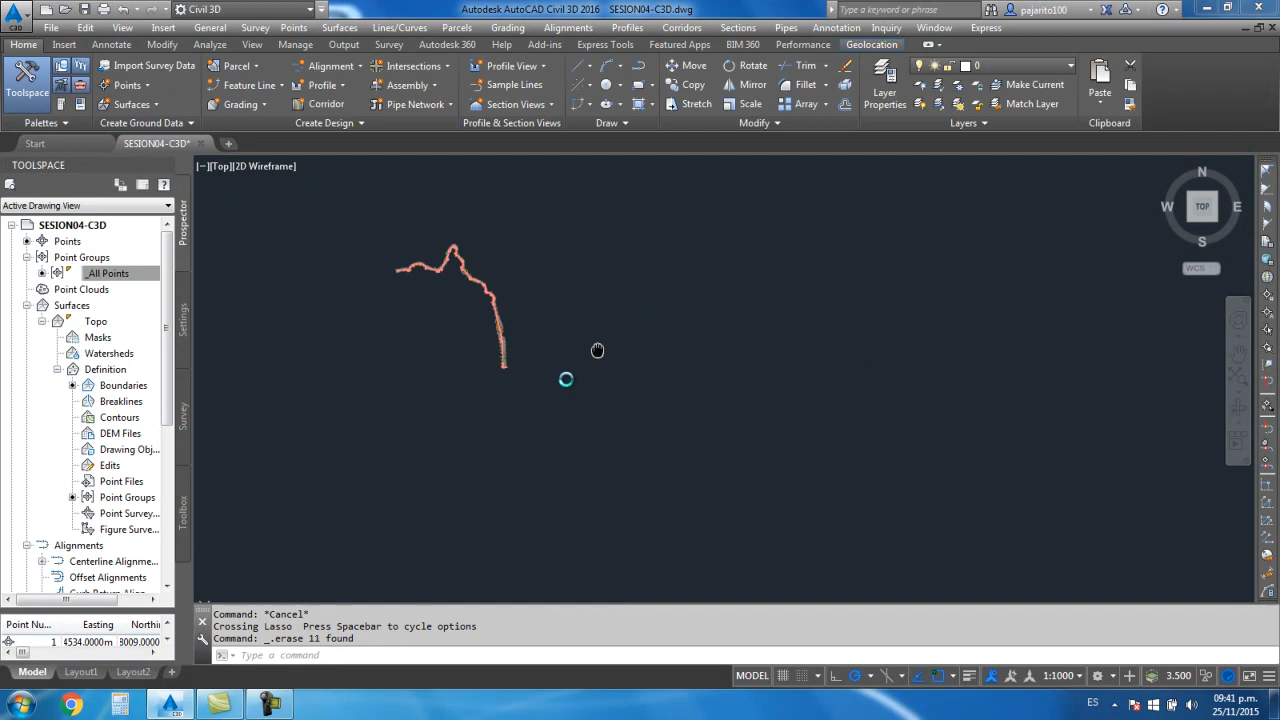 Civil 3D
Autodesk AutoCAD Civil 3D 2016 SESION04-C3D.dwg
Type a keyword or phrase
pajarito100
C3D
File Edit View Insert General Survey Points Surfaces Lines/Curves Parcels Grading Alignments Profiles Corridors Sections Pipes Annotation Inquiry Window Express
Home Insert Annotate Modify Analyze View Manage Output Survey Autodesk 360 Help Add-ins Express Tools Featured Apps BIM 360 Performance Geolocation
Toolspace
Import Survey Data
Points
Surfaces
Parcel
Feature Line
Grading
Alignment
Profile
Corridor
Intersections
Assembly
Pipe Network
Profile View
Sample Lines
Section Views
Move
Copy
Stretch
Rotate
Mirror
Scale
Trim
Fillet
Array
Layer
Properties
0
Make Current
Match Layer
Paste
Palettes
Create Ground Data
Create Design
Profile & Section Views
Draw
Modify
Layers
Clipboard
Start
SESION04-C3D*
TOOLSPACE
Active Drawing View
SESION04-C3D
Points
Point Groups
_All Points
Point Clouds
Surfaces
Topo
Masks
Watersheds
Definition
Boundaries
Breaklines
Contours
DEM Files
Drawing Obj...
Edits
Point Files
Point Groups
Point Survey...
Figure Surve...
Alignments
Centerline Alignme...
Offset Alignments
Prospector
Settings
Survey
Toolbox
[−][Top][2D Wireframe]
N
W TOP E
S
WCS
Point Nu... Easting Northi
1 4534.0000m 8009.0000m
Command: *Cancel*
Crossing Lasso Press Spacebar to cycle options
Command: _.erase 11 found
Type a command
Model Layout1 Layout2
MODEL
1:1000
3.500
C3D
ES
09:41 p.m.
25/11/2015